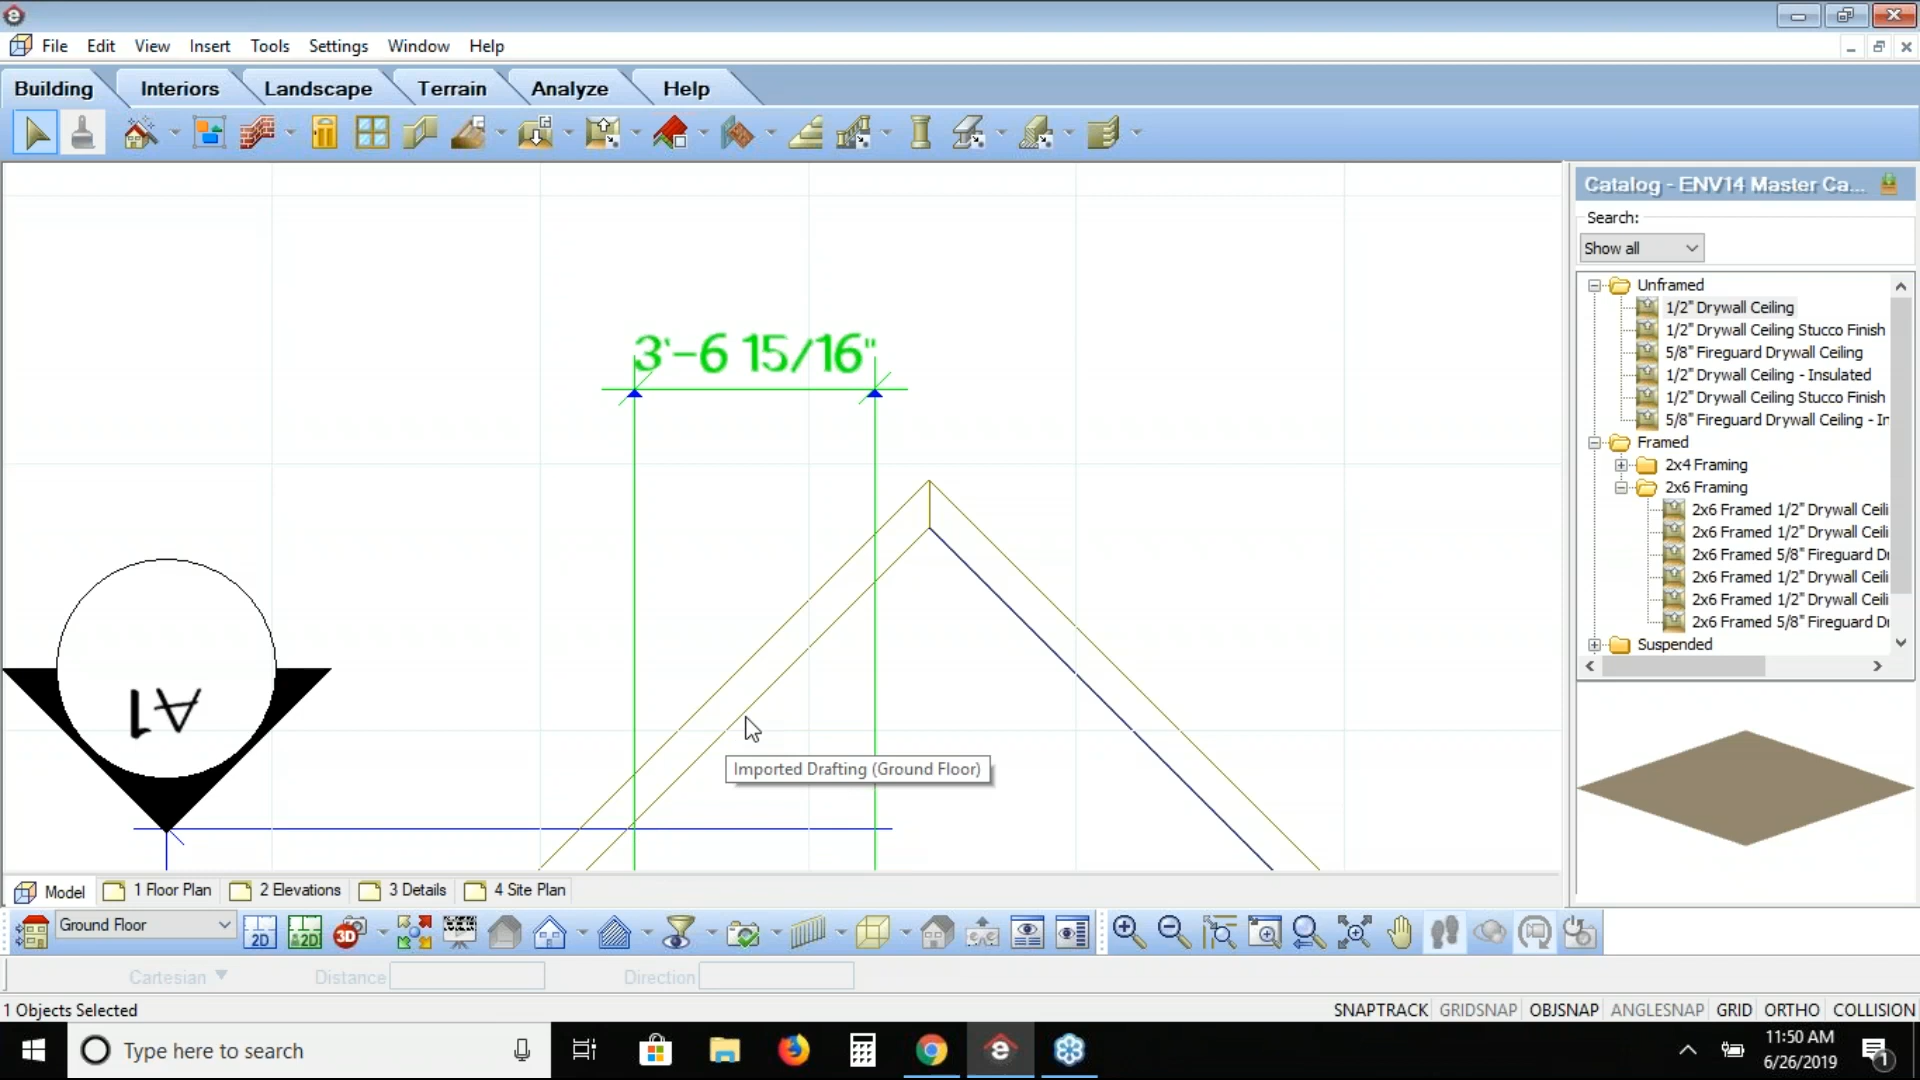 File Edit View Insert Tools Settings Window Help
Building Interiors Landscape Terrain Analyze Help
Catalog - ENV14 Master Ca...
Search:
Show all
Unframed
1/2" Drywall Ceiling
1/2" Drywall Ceiling Stucco Finish
5/8" Fireguard Drywall Ceiling
1/2" Drywall Ceiling - Insulated
1/2" Drywall Ceiling Stucco Finish
5/8" Fireguard Drywall Ceiling - In
Framed
2x4 Framing
2x6 Framing
2x6 Framed 1/2" Drywall Ceili
2x6 Framed 1/2" Drywall Ceili
2x6 Framed 5/8" Fireguard Dr
2x6 Framed 1/2" Drywall Ceili
2x6 Framed 1/2" Drywall Ceili
2x6 Framed 5/8" Fireguard Dr
Suspended
3'-6 15/16"
A1
Imported Drafting (Ground Floor)
Model 1 Floor Plan 2 Elevations 3 Details 4 Site Plan
Ground Floor 2D 2D 3D
Cartesian Distance Direction
1 Objects Selected SNAPTRACK GRIDSNAP OBJSNAP ANGLESNAP GRID ORTHO COLLISION
Type here to search
11:50 AM
6/26/2019
1